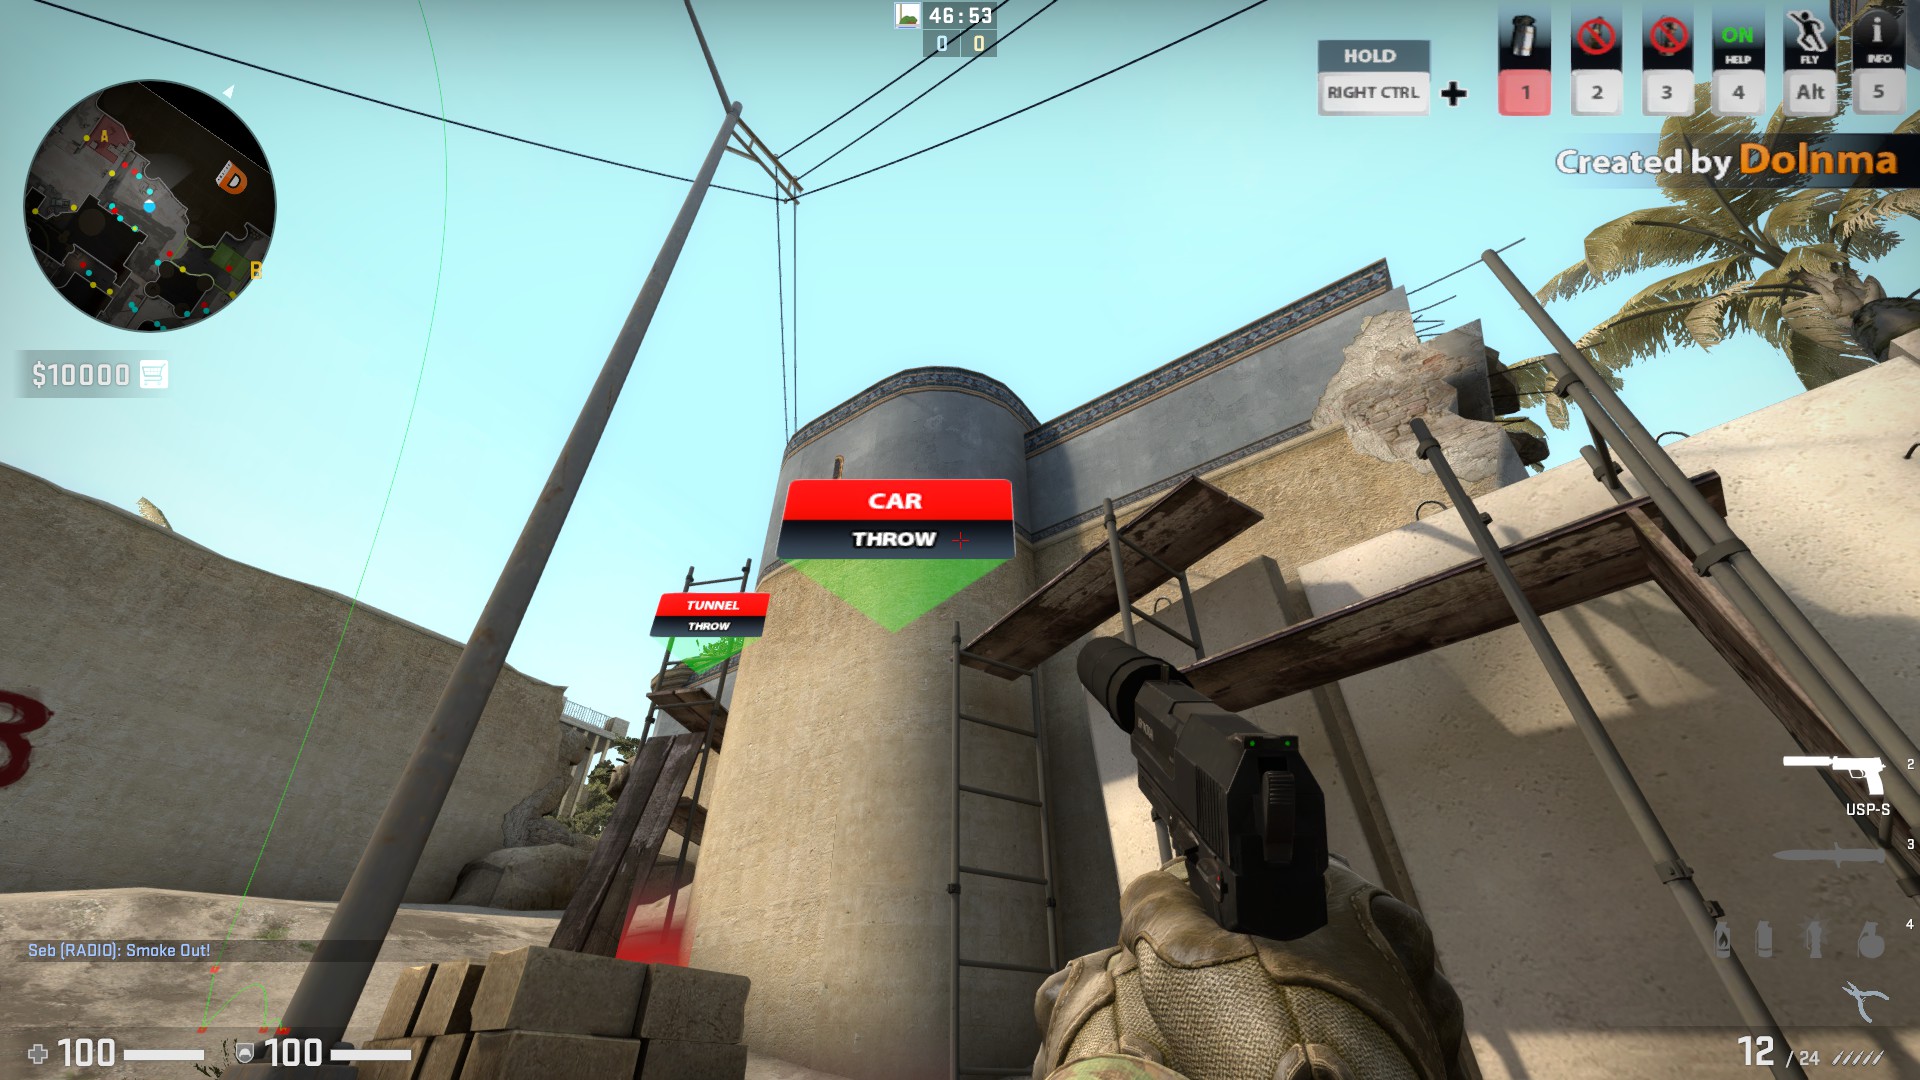 46:53
0 0
HOLD
RIGHT CTRL +
1
2
3
ON
HELP
4
FLY
Alt
i
INFO
5
Created by Dolnma
A
D
B
$10000
CAR
THROW
TUNNEL
THROW
B
2
USP-S
3
4
Seb (RADIO): Smoke Out!
100
100
12 / 24